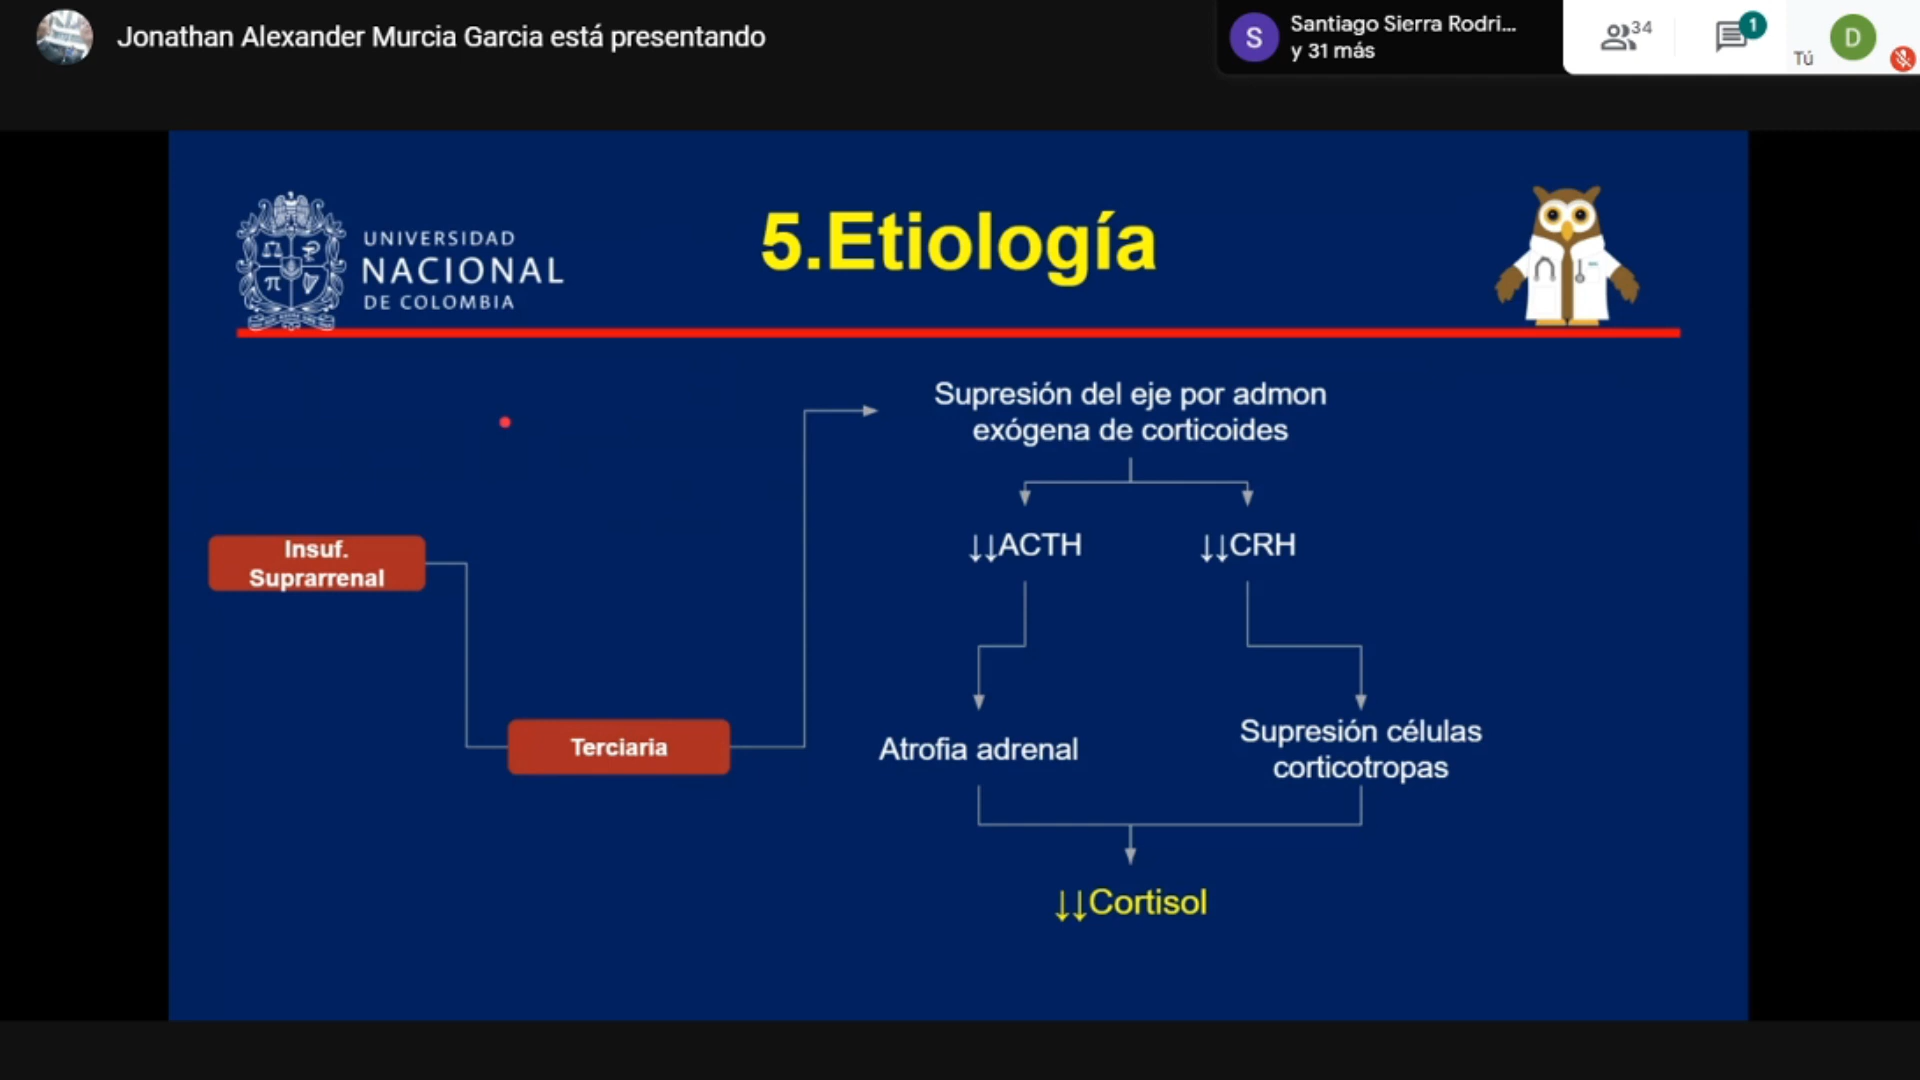 Jonathan Alexander Murcia Garcia está presentando
S
Santiago Sierra Rodri...
y 31 más
34
1
Tú
D
UNIVERSIDAD
NACIONAL
DE COLOMBIA
5.Etiología
Supresión del eje por admon
exógena de corticoides
↓↓ACTH
↓↓CRH
Insuf.
Suprarrenal
Terciaria
Atrofia adrenal
Supresión células
corticotropas
↓↓Cortisol